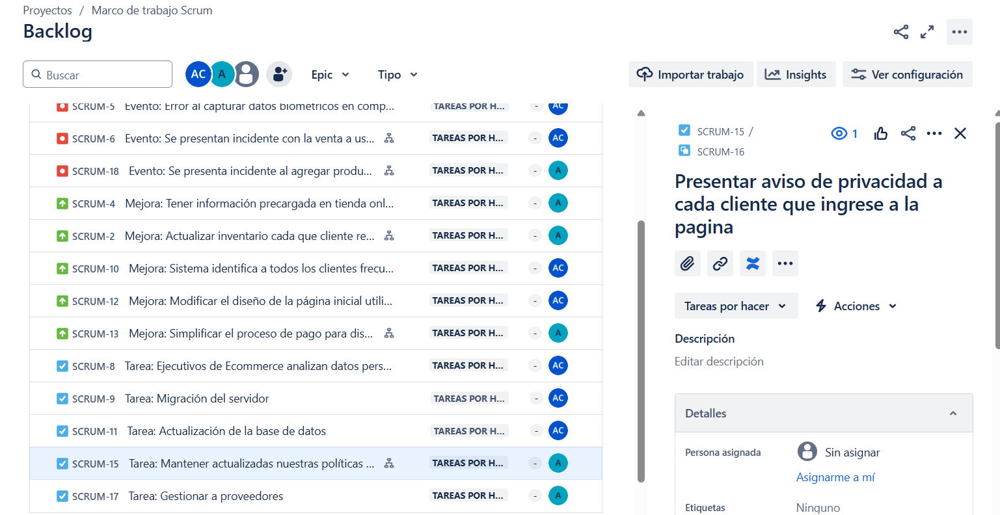 Proyectos / Marco de trabajo Scrum
Backlog
Buscar
AC A
Epic
Tipo
Importar trabajo
Insights
Ver configuración
SCRUM-5 Evento: Error al capturar datos biométricos en comp... TAREAS POR H... - AC
SCRUM-6 Evento: Se presentan incidente con la venta a us... TAREAS POR H... - AC
SCRUM-18 Evento: Se presenta incidente al agregar produ... TAREAS POR H... - A
SCRUM-4 Mejora: Tener información precargada en tienda onl... TAREAS POR H... - A
SCRUM-2 Mejora: Actualizar inventario cada que cliente re... TAREAS POR H... - A
SCRUM-10 Mejora: Sistema identifica a todos los clientes frecu... TAREAS POR H... - AC
SCRUM-12 Mejora: Modificar el diseño de la página inicial utili... TAREAS POR H... - AC
SCRUM-13 Mejora: Simplificar el proceso de pago para dis... TAREAS POR H... - A
SCRUM-8 Tarea: Ejecutivos de Ecommerce analizan datos pers... TAREAS POR H... - AC
SCRUM-9 Tarea: Migración del servidor TAREAS POR H... - AC
SCRUM-11 Tarea: Actualización de la base de datos TAREAS POR H... - AC
SCRUM-15 Tarea: Mantener actualizadas nuestras políticas ... TAREAS POR H... - A
SCRUM-17 Tarea: Gestionar a proveedores TAREAS POR H... - A
SCRUM-15 /
SCRUM-16
1
Presentar aviso de privacidad a
cada cliente que ingrese a la
pagina
Tareas por hacer
Acciones
Descripción
Editar descripción
Detalles
Persona asignada Sin asignar
Asignarme a mí
Etiquetas Ninguno